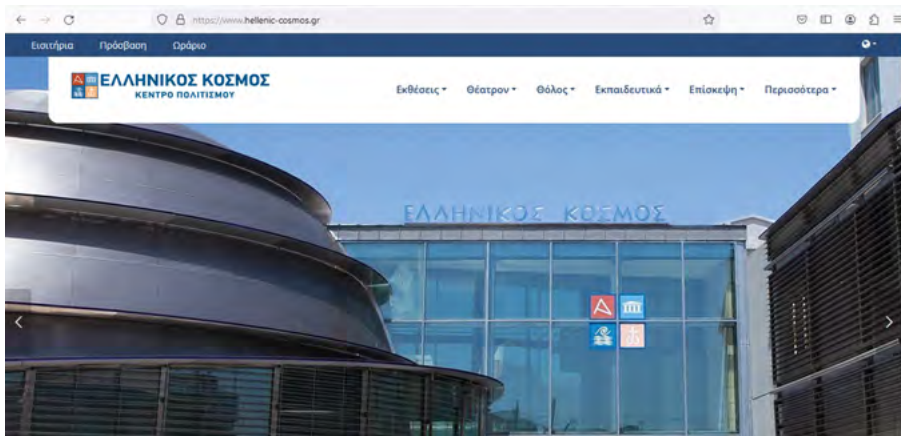 https://www.hellenic-cosmos.gr
Εισιτήρια Πρόσβαση Ωράριο
ΕΛΛΗΝΙΚΟΣ ΚΟΣΜΟΣ
ΚΕΝΤΡΟ ΠΟΛΙΤΙΣΜΟΥ
Εκθέσεις Θέατρον Θόλος Εκπαιδευτικά Επίσκεψη Περισσότερα
ΕΛΛΗΝΙΚΟΣ ΚΟΣΜΟΣ